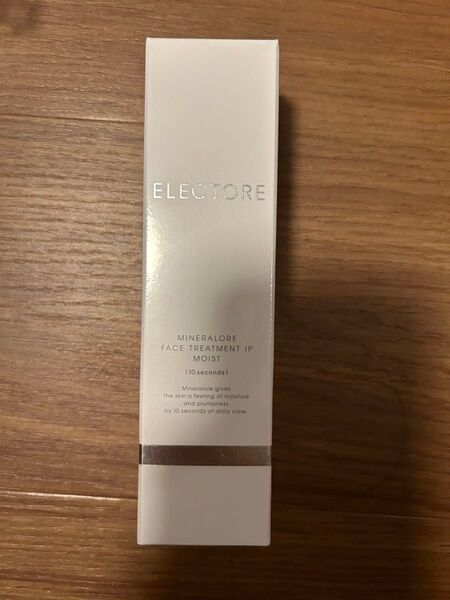 ELECTORE
MINERALORE
FACE TREATMENT IP
MOIST
(10 seconds)
Mineralore gives
the skin a feeling of moisture
and plumpness
by 10 seconds of daily care.